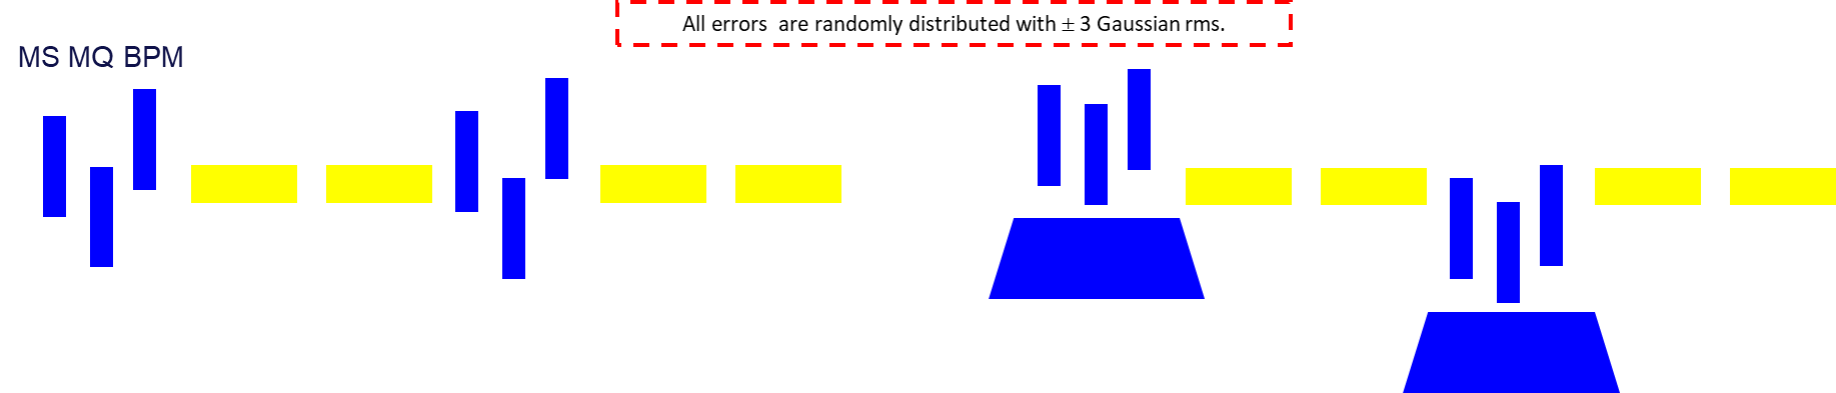 All errors  are randomly distributed with ± 3 Gaussian rms.
MS MQ BPM